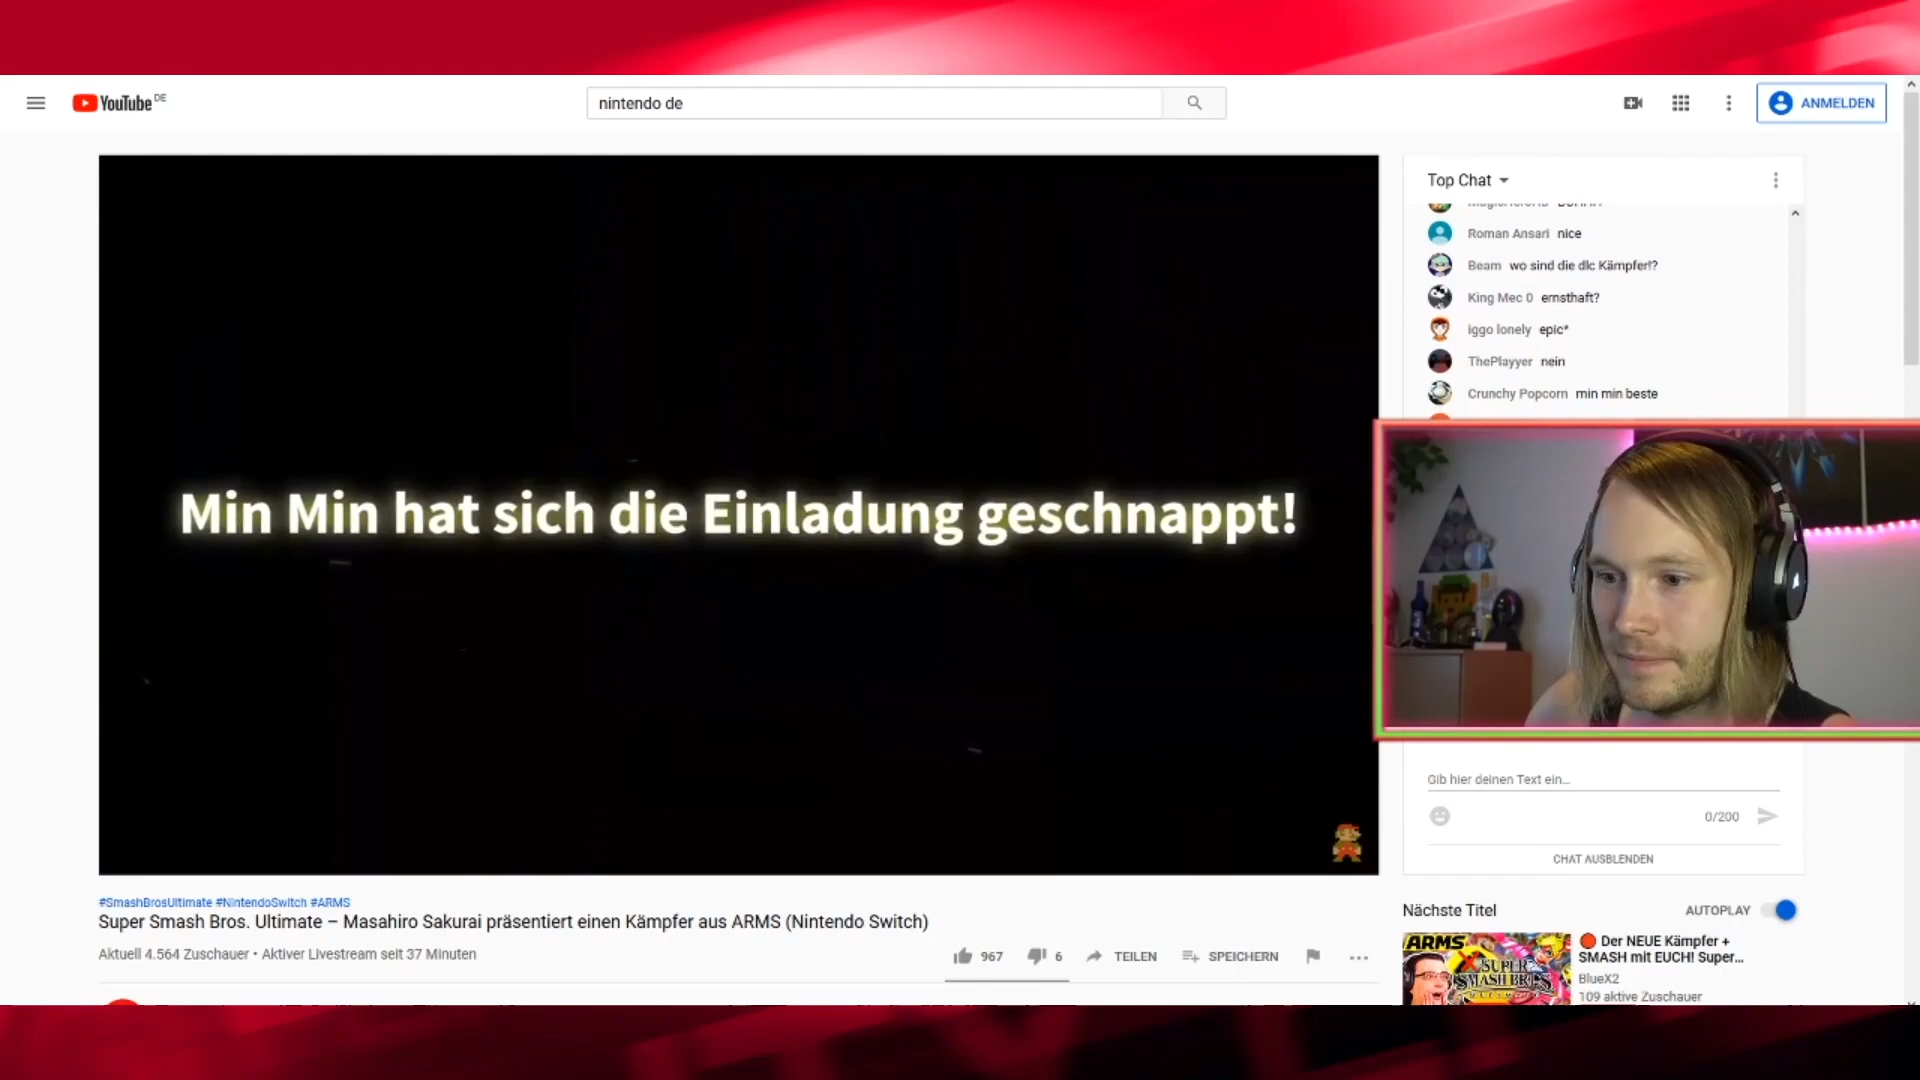 YouTube DE
nintendo de
ANMELDEN
Min Min hat sich die Einladung geschnappt!
Top Chat
Roman Ansari nice
Beam wo sind die dlc Kämpfer!?
King Mec 0 ernsthaft?
iggo lonely epic*
ThePlayyer nein
Crunchy Popcorn min min beste
Gib hier deinen Text ein...
0/200
CHAT AUSBLENDEN
#SmashBrosUltimate #NintendoSwitch #ARMS
Super Smash Bros. Ultimate – Masahiro Sakurai präsentiert einen Kämpfer aus ARMS (Nintendo Switch)
Aktuell 4.564 Zuschauer • Aktiver Livestream seit 37 Minuten
967
6
TEILEN
SPEICHERN
Nächste Titel
AUTOPLAY
ARMS
SUPER
SMASH BROS.
Der NEUE Kämpfer +
SMASH mit EUCH! Super...
BlueX2
109 aktive Zuschauer